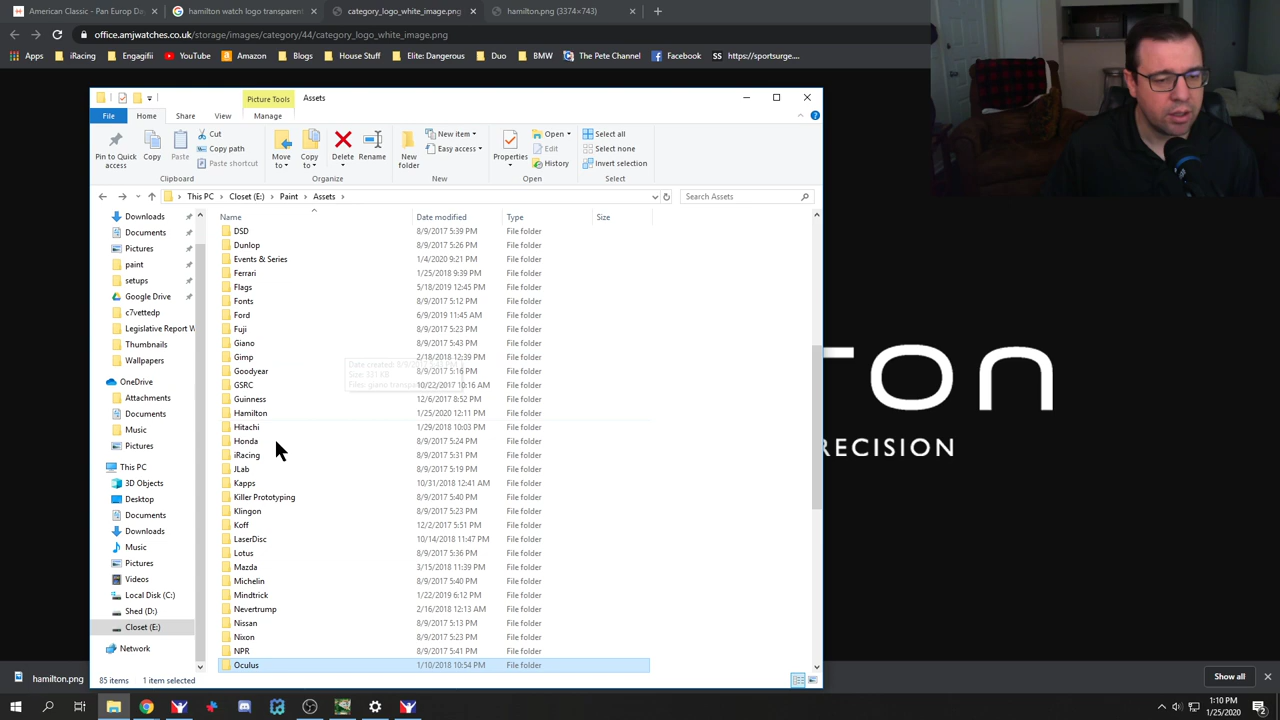 American Classic - Pan Europ Da
hamilton watch logo transparent
category_logo_white_image.png
hamilton.png (3374×743)
office.amjwatches.co.uk/storage/images/category/44/category_logo_white_image.png
Apps
iRacing
Engagifii
YouTube
Amazon
Blogs
House Stuff
Elite: Dangerous
Duo
BMW
The Pete Channel
Facebook
https://sportsurge....
Picture Tools
Assets
File
Home
Share
View
Manage
Pin to Quick access
Copy
Paste
Cut
Copy path
Paste shortcut
Clipboard
Move to
Copy to
Delete
Rename
Organize
New folder
New item
Easy access
New
Properties
Open
Edit
History
Open
Select all
Select none
Invert selection
Select
This PC
Closet (E:)
Paint
Assets
Search Assets
Name
Date modified
Type
Size
Downloads
Documents
Pictures
paint
setups
Google Drive
c7vettedp
Legislative Report W
Thumbnails
Wallpapers
OneDrive
Attachments
Documents
Music
Pictures
This PC
3D Objects
Desktop
Documents
Downloads
Music
Pictures
Videos
Local Disk (C:)
Shed (D:)
Closet (E:)
Network
DSD 8/9/2017 5:39 PM File folder
Dunlop 8/9/2017 5:26 PM File folder
Events & Series 1/4/2020 9:21 PM File folder
Ferrari 1/25/2018 9:39 PM File folder
Flags 5/18/2019 12:45 PM File folder
Fonts 8/9/2017 5:12 PM File folder
Ford 6/9/2019 11:45 AM File folder
Fuji 8/9/2017 5:23 PM File folder
Giano 8/9/2017 5:43 PM File folder
Gimp 2/18/2018 12:39 PM File folder
Goodyear 8/9/2017 5:16 PM File folder
GSRC 10/22/2017 10:16 AM File folder
Guinness 12/6/2017 8:52 PM File folder
Hamilton 1/25/2020 12:11 PM File folder
Hitachi 1/29/2018 10:03 PM File folder
Honda 8/9/2017 5:24 PM File folder
iRacing 8/9/2017 5:31 PM File folder
JLab 8/9/2017 5:19 PM File folder
Kapps 10/31/2018 12:41 AM File folder
Killer Prototyping 8/9/2017 5:40 PM File folder
Klingon 8/9/2017 5:23 PM File folder
Koff 12/2/2017 5:51 PM File folder
LaserDisc 10/14/2018 11:47 PM File folder
Lotus 8/9/2017 5:36 PM File folder
Mazda 3/15/2018 11:39 PM File folder
Michelin 8/9/2017 5:40 PM File folder
Mindtrick 1/22/2019 6:12 PM File folder
Nevertrump 2/16/2018 12:13 AM File folder
Nissan 8/9/2017 5:13 PM File folder
Nixon 8/9/2017 5:23 PM File folder
NPR 8/9/2017 5:41 PM File folder
Oculus 1/10/2018 10:54 PM File folder
Size: 331 KB
85 items
1 item selected
ton
RECISION
hamilton.png
Show all
1:10 PM
1/25/2020